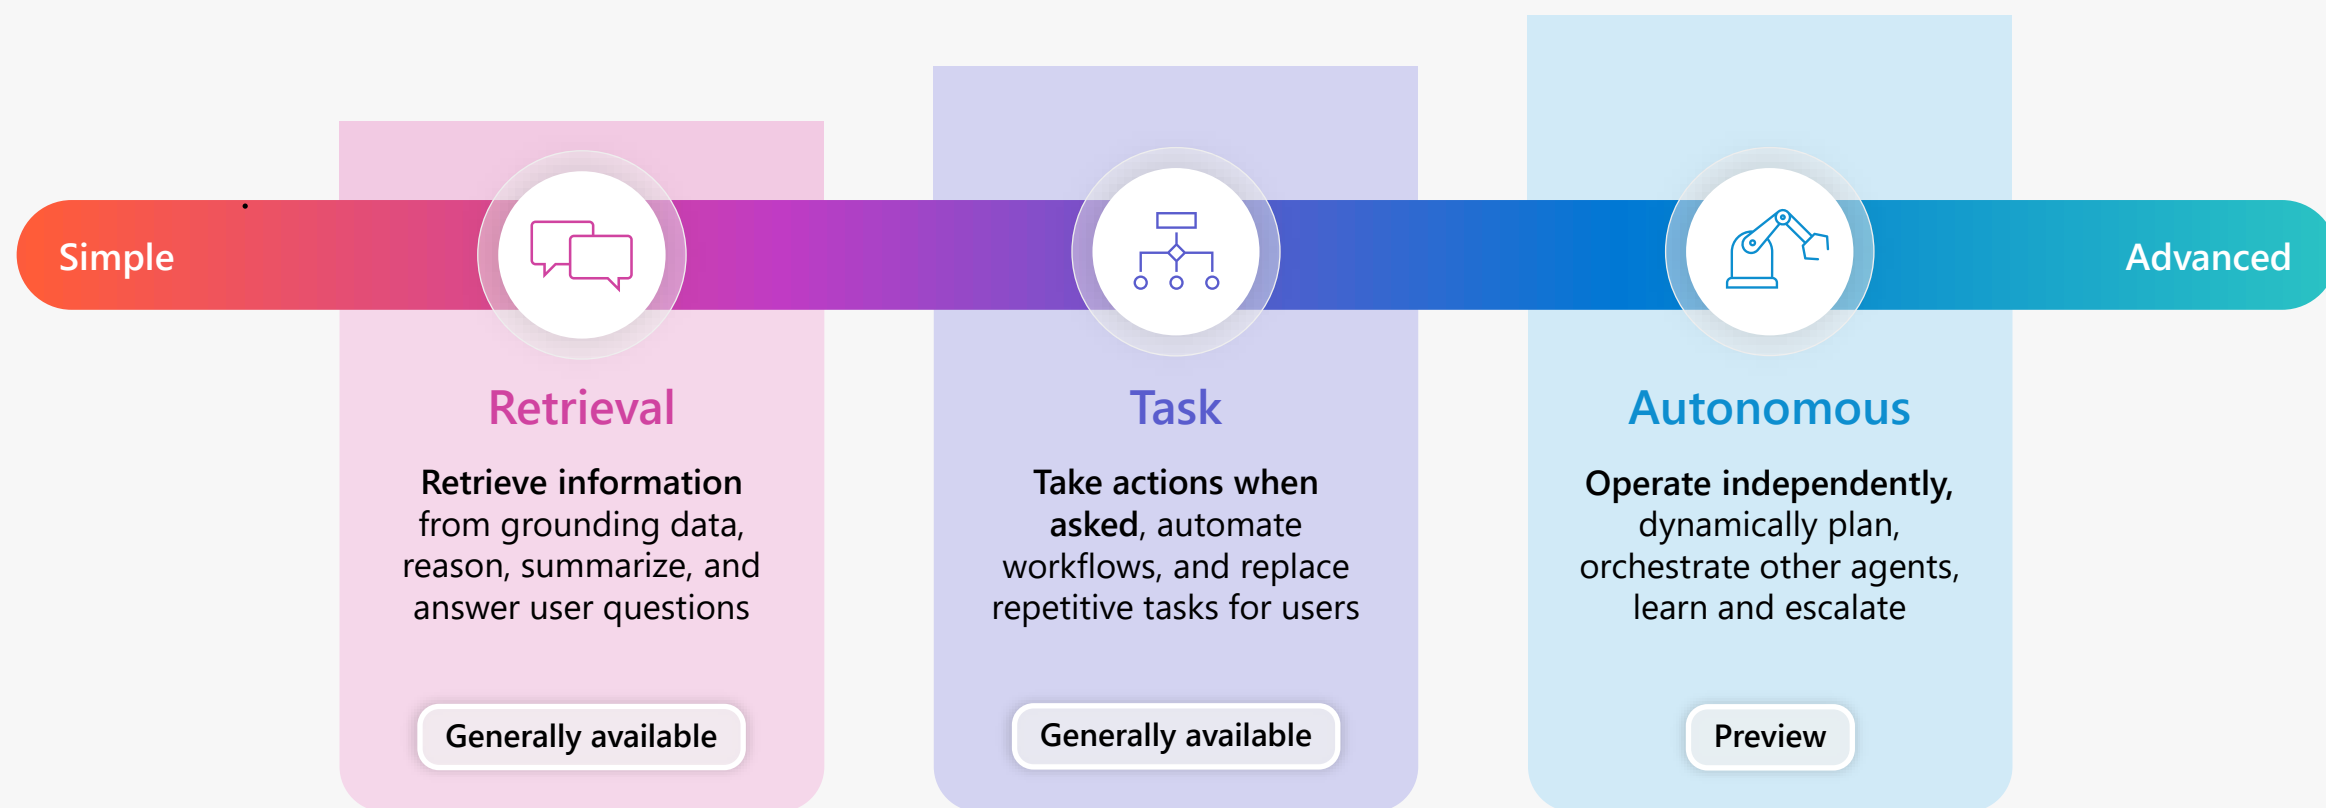 Simple
Advanced
Retrieval
Retrieve information
from grounding data,
reason, summarize, and
answer user questions
Generally available
Task
Take actions when
asked, automate
workflows, and replace
repetitive tasks for users
Generally available
Autonomous
Operate independently,
dynamically plan,
orchestrate other agents,
learn and escalate
Preview